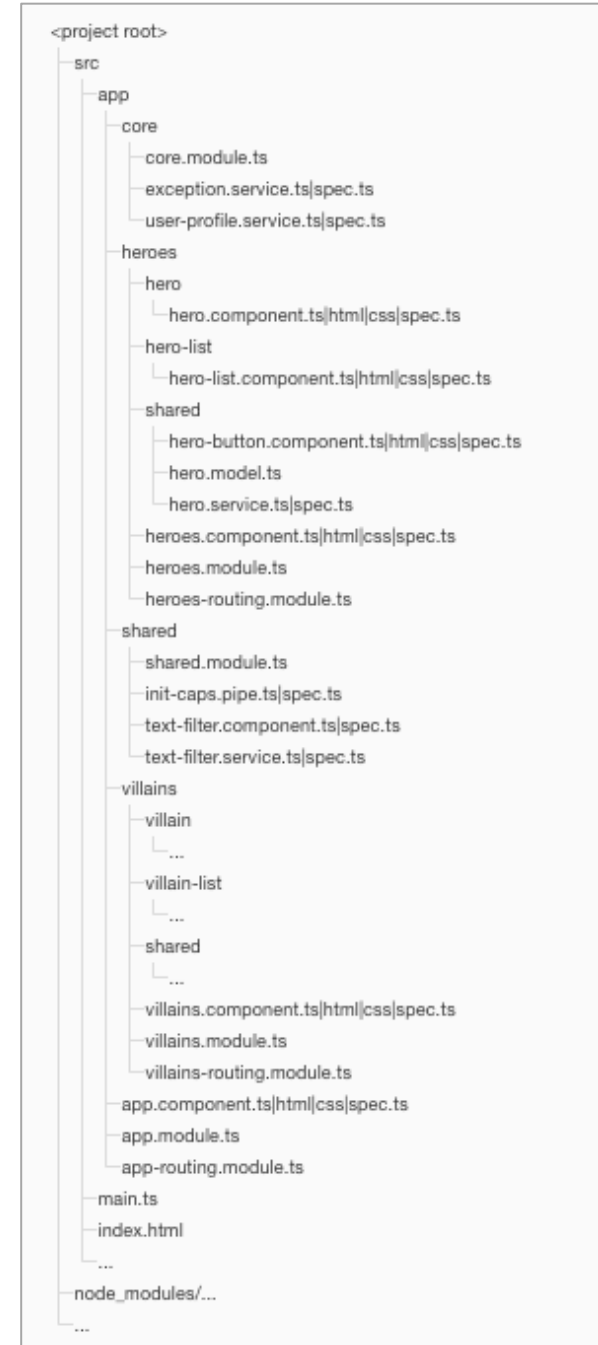 <project root>
src
app
core
core.module.ts
exception.service.ts|spec.ts
user-profile.service.ts|spec.ts
heroes
hero
hero.component.ts|html|css|spec.ts
hero-list
hero-list.component.ts|html|css|spec.ts
shared
hero-button.component.ts|html|css|spec.ts
hero.model.ts
hero.service.ts|spec.ts
heroes.component.ts|html|css|spec.ts
heroes.module.ts
heroes-routing.module.ts
shared
shared.module.ts
init-caps.pipe.ts|spec.ts
text-filter.component.ts|spec.ts
text-filter.service.ts|spec.ts
villains
villain
...
villain-list
...
shared
...
villains.component.ts|html|css|spec.ts
villains.module.ts
villains-routing.module.ts
app.component.ts|html|css|spec.ts
app.module.ts
app-routing.module.ts
main.ts
index.html
...
node_modules/...
...